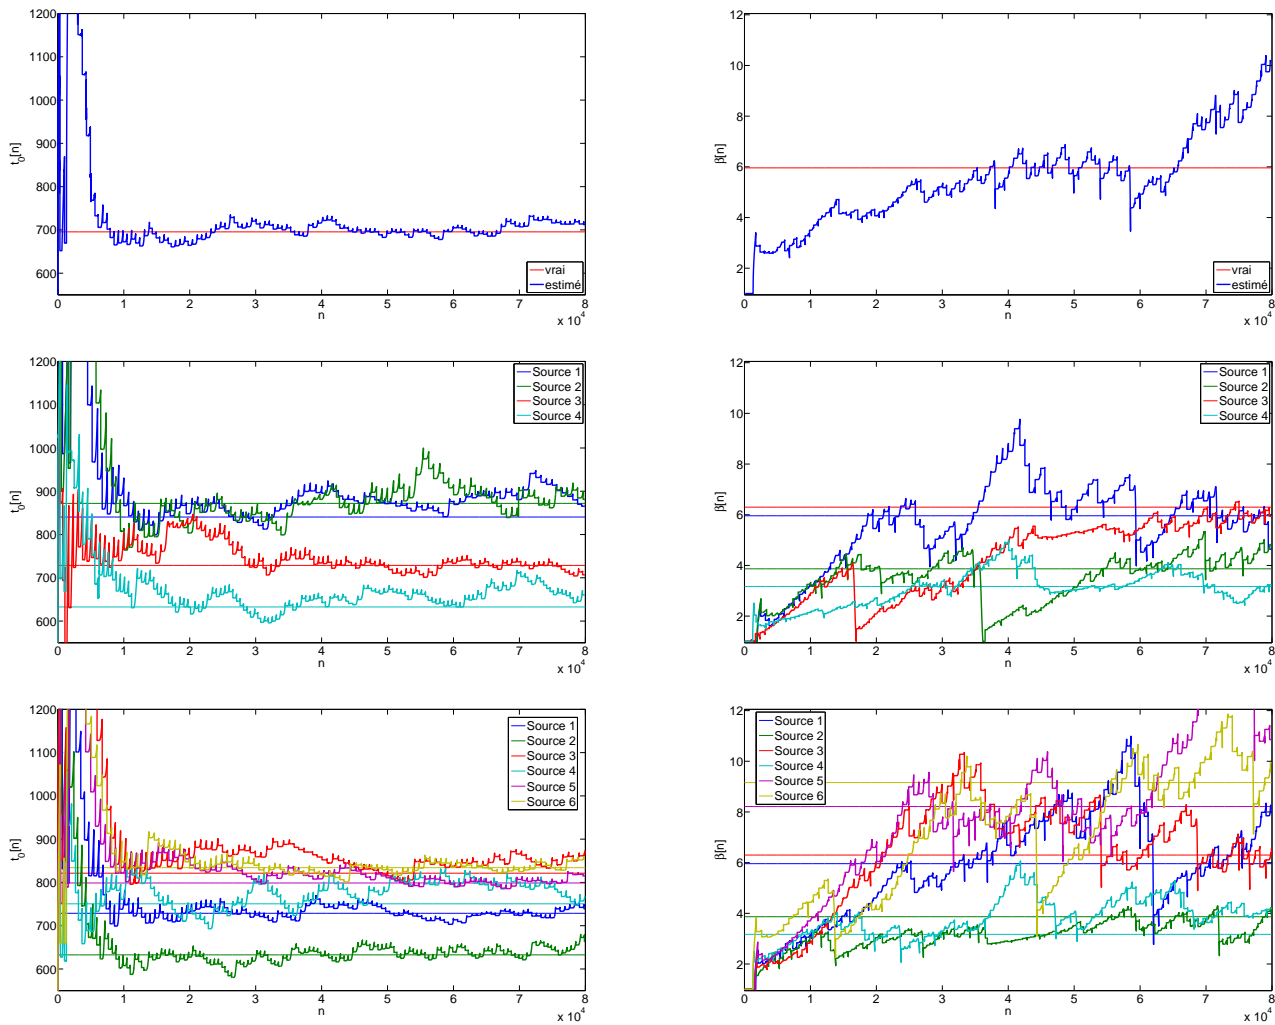 1200
1100
1000
900
800
700
600
t0[n]
vrai
estimé
0 1 2 3 4 5 6 7 8
n
x 10^4
12
10
8
6
4
2
β[n]
vrai
estimé
0 1 2 3 4 5 6 7 8
n
x 10^4
1200
1100
1000
900
800
700
600
t0[n]
Source 1
Source 2
Source 3
Source 4
0 1 2 3 4 5 6 7 8
n
x 10^4
12
10
8
6
4
2
β[n]
Source 1
Source 2
Source 3
Source 4
0 1 2 3 4 5 6 7 8
n
x 10^4
1200
1100
1000
900
800
700
600
t0[n]
Source 1
Source 2
Source 3
Source 4
Source 5
Source 6
0 1 2 3 4 5 6 7 8
n
x 10^4
12
10
8
6
4
2
β[n]
Source 1
Source 2
Source 3
Source 4
Source 5
Source 6
0 1 2 3 4 5 6 7 8
n
x 10^4